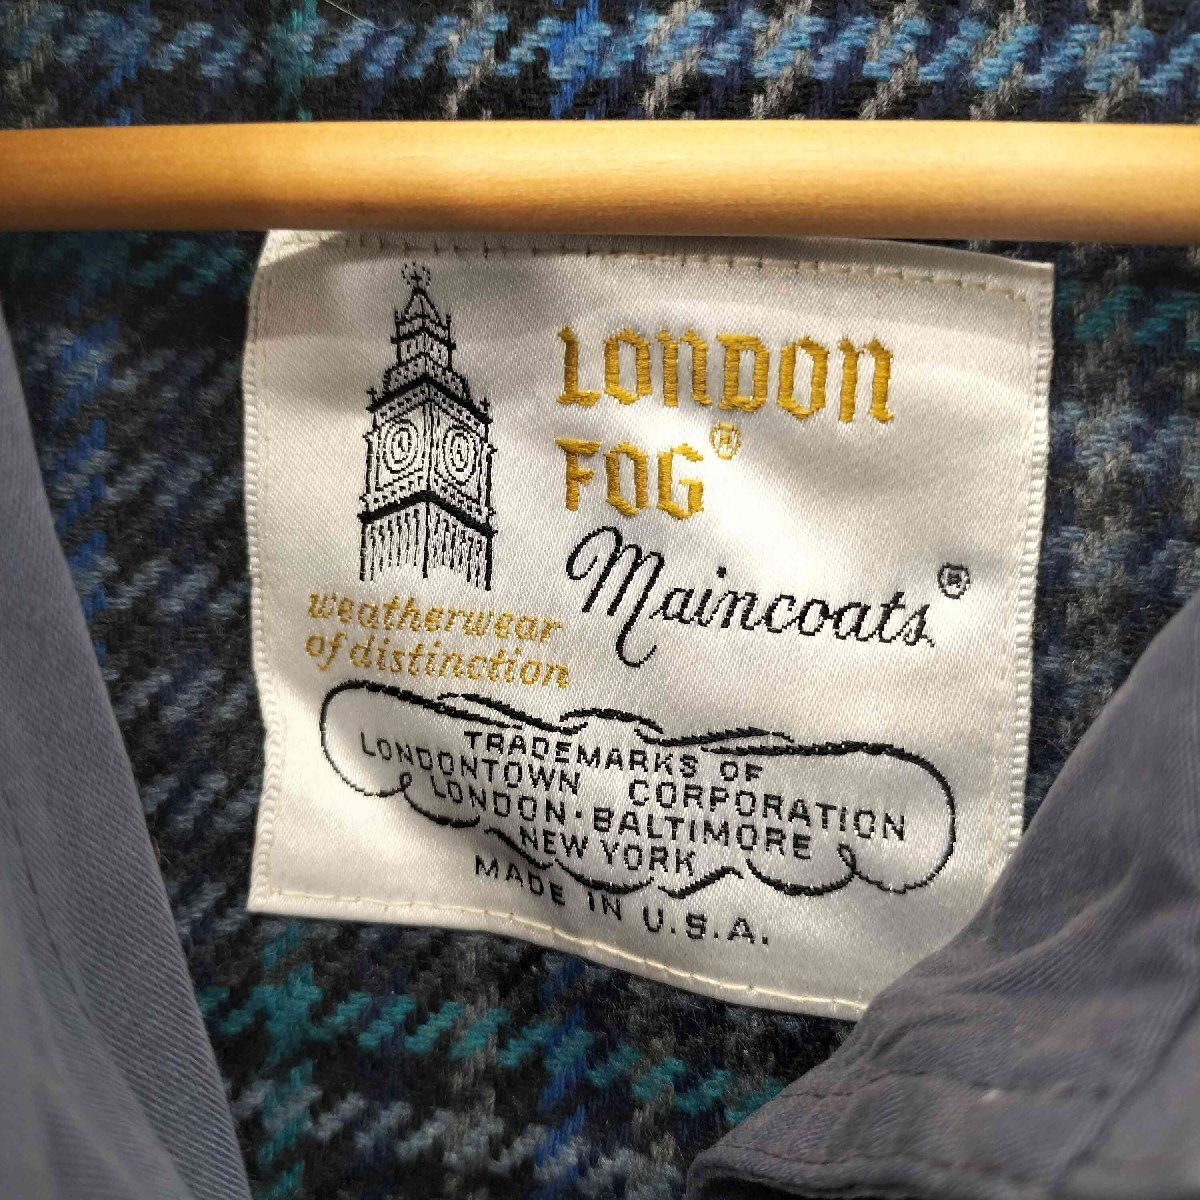 LONDON
FOG®
Maincoats®
weatherwear
of distinction
TRADEMARKS OF
LONDONTOWN CORPORATION
LONDON·BALTIMORE
NEW YORK
MADE IN U.S.A.